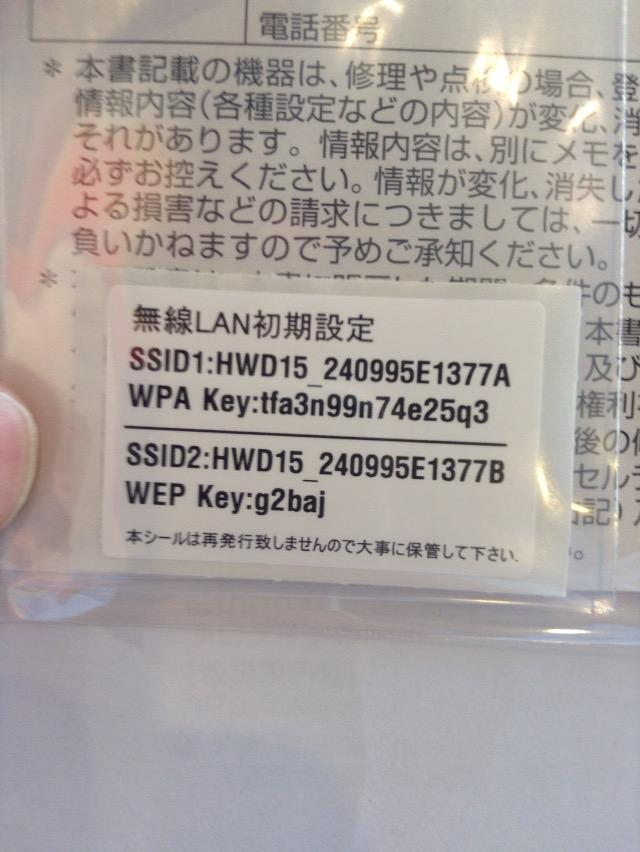 電話番号
* 本書記載の機器は、修理や点検の場合、登
情報内容(各種設定などの内容)が変化、消
それがあります。情報内容は、別にメモを
必ずお控えください。情報が変化、消失し
よる損害などの請求につきましては、一切
負いかねますので予めご承知ください。
*
条件のも
本書
及び
権利
後の
セル
無線LAN初期設定
SSID1:HWD15_240995E1377A
WPA Key:tfa3n99n74e25q3
SSID2:HWD15_240995E1377B
WEP Key:g2baj
本シールは再発行致しませんので大事に保管して下さい.